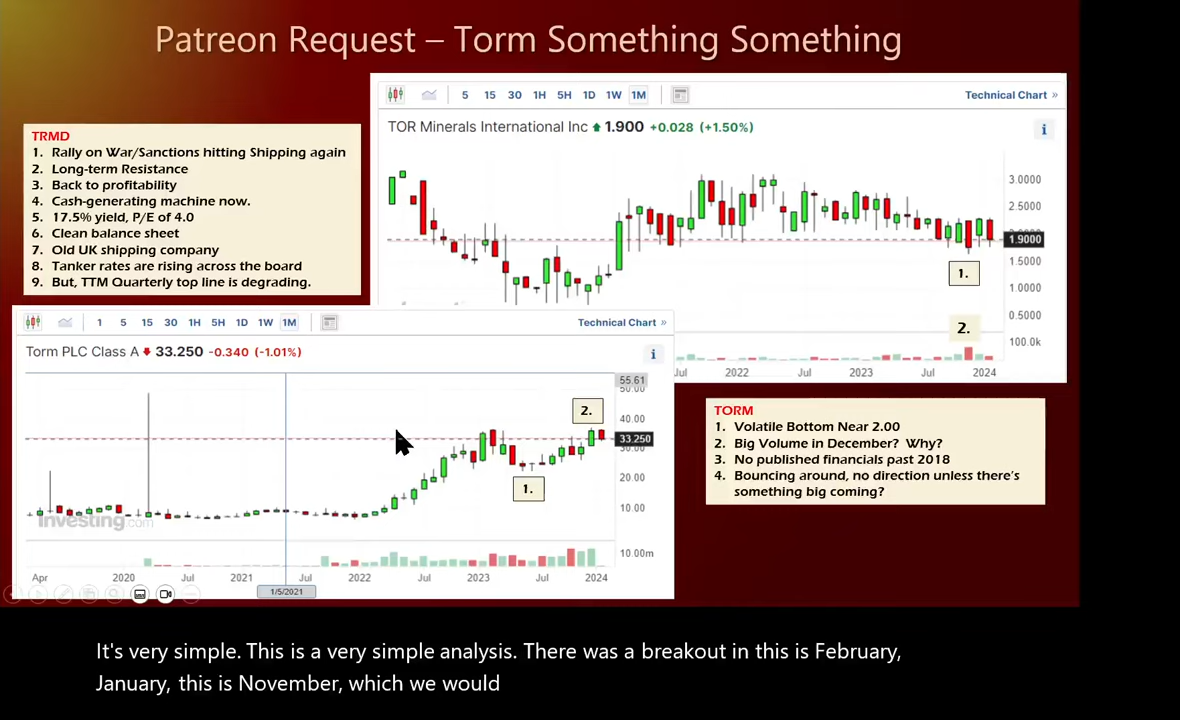 Patreon Request – Torm Something Something
TRMD
1. Rally on War/Sanctions hitting Shipping again
2. Long-term Resistance
3. Back to profitability
4. Cash-generating machine now.
5. 17.5% yield, P/E of 4.0
6. Clean balance sheet
7. Old UK shipping company
8. Tanker rates are rising across the board
9. But, TTM Quarterly top line is degrading.
5 15 30 1H 5H 1D 1W 1M Technical Chart »
TOR Minerals International Inc 1.900 +0.028 (+1.50%)
3.0000
2.5000
1.9000
1.5000
1.0000
0.5000
100.0k
1.
2.
2022 Jul 2023 Jul 2024
1 5 15 30 1H 5H 1D 1W 1M Technical Chart »
Torm PLC Class A 33.250 -0.340 (-1.01%)
55.61
50.00
40.00
33.250
30.00
20.00
10.00
10.00m
2.
1.
Investing.com
Apr 2020 Jul 2021 Jul 2022 Jul 2023 Jul 2024
1/5/2021
TORM
1. Volatile Bottom Near 2.00
2. Big Volume in December? Why?
3. No published financials past 2018
4. Bouncing around, no direction unless there's
something big coming?
It's very simple. This is a very simple analysis. There was a breakout in this is February,
January, this is November, which we would